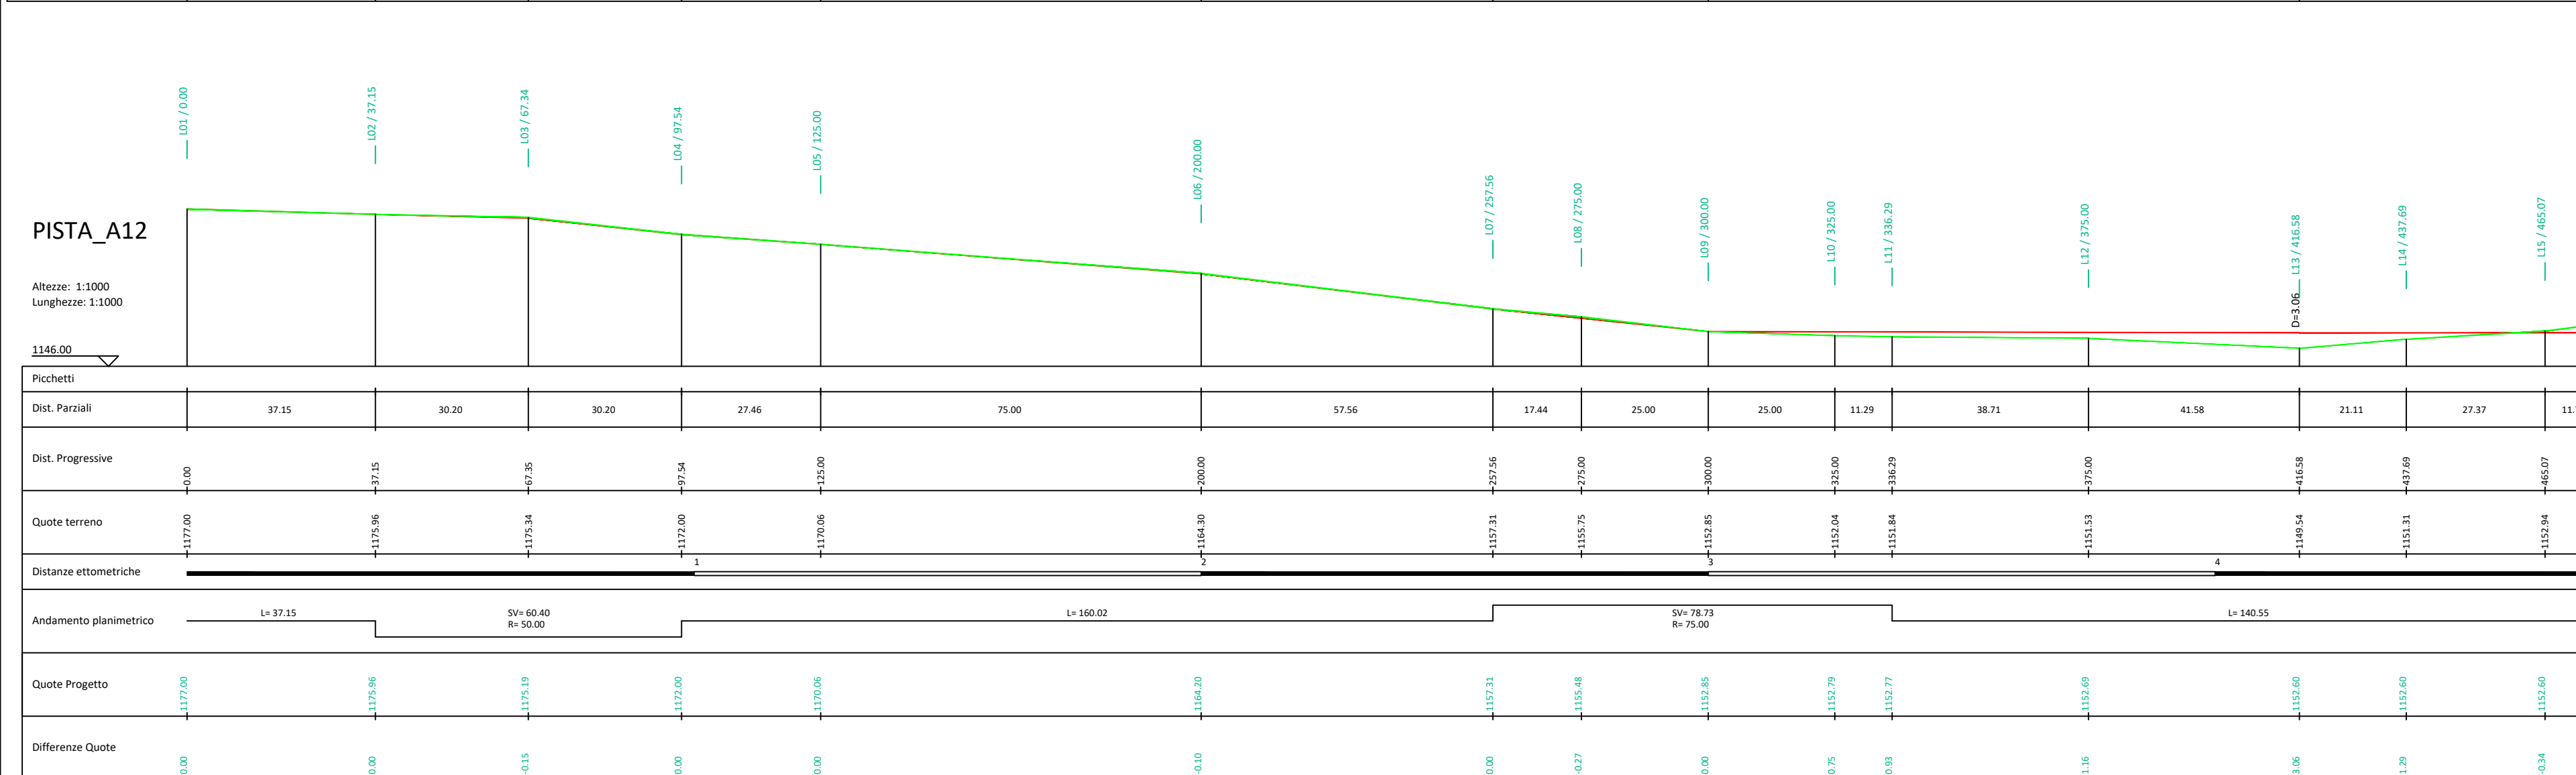 L01 / 0.00
L02 / 37.15
L03 / 67.34
L04 / 97.54
L05 / 125.00
L06 / 200.00
L07 / 257.56
L08 / 275.00
L09 / 300.00
L10 / 325.00
L11 / 336.29
L12 / 375.00
L13 / 416.58
L14 / 437.69
L15 / 465.07
D=3.06
PISTA_A12
Altezze: 1:1000
Lunghezze: 1:1000
1146.00
Picchetti
Dist. Parziali 37.15 30.20 30.20 27.46 75.00 57.56 17.44 25.00 25.00 11.29 38.71 41.58 21.11 27.37 11.
Dist. Progressive 0.00 37.15 67.35 97.54 125.00 200.00 257.56 275.00 300.00 325.00 336.29 375.00 416.58 437.69 465.07
Quote terreno 1177.00 1175.96 1175.34 1172.00 1170.06 1164.30 1157.31 1155.75 1152.85 1152.04 1151.84 1151.53 1149.54 1151.31 1152.94
Distanze ettometriche 1 2 3 4
Andamento planimetrico L= 37.15 SV= 60.40 L= 160.02 SV= 78.73 L= 140.55
R= 50.00 R= 75.00
Quote Progetto 1177.00 1175.96 1175.19 1172.00 1170.06 1164.20 1157.31 1155.48 1152.85 1152.79 1152.77 1152.69 1152.60 1152.60 1152.60
Differenze Quote 0.00 0.00 -0.15 0.00 0.00 -0.10 0.00 -0.27 0.00 0.75 0.93 1.16 3.06 1.29 -0.34